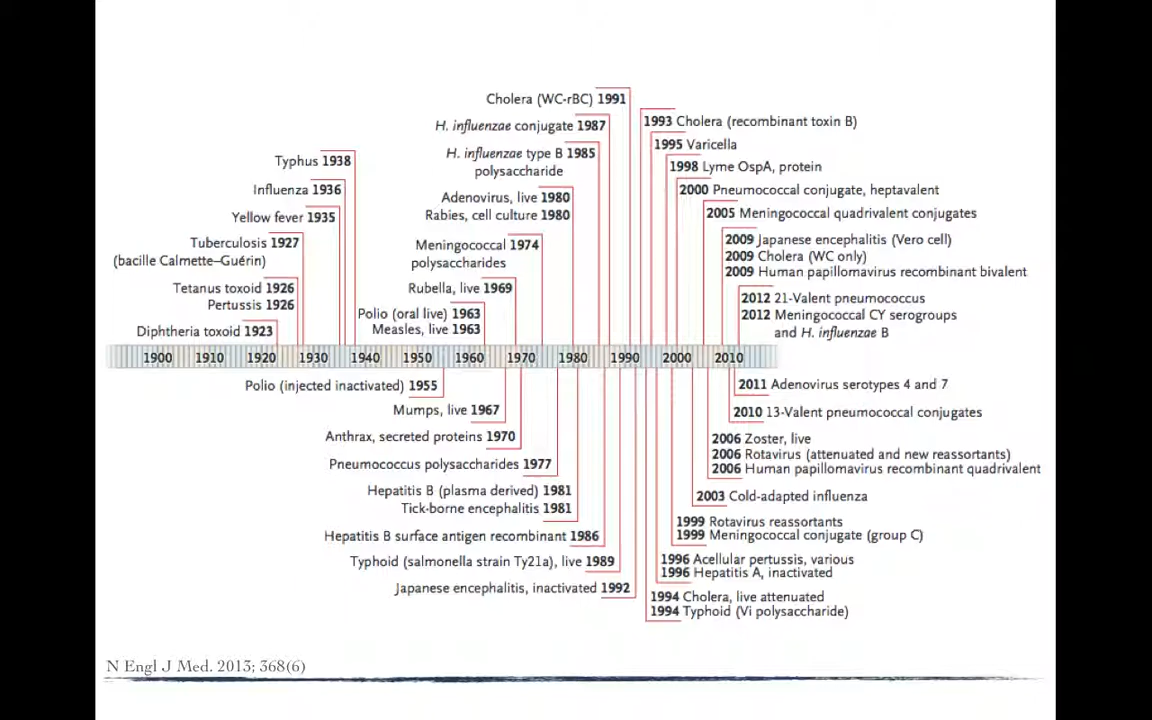 Cholera (WC-rBC) 1991
H. influenzae conjugate 1987
H. influenzae type B 1985
polysaccharide
Typhus 1938
Influenza 1936
Adenovirus, live 1980
Rabies, cell culture 1980
Yellow fever 1935
Tuberculosis 1927
(bacille Calmette–Guérin)
Meningococcal 1974
polysaccharides
Tetanus toxoid 1926
Pertussis 1926
Rubella, live 1969
Polio (oral live) 1963
Measles, live 1963
Diphtheria toxoid 1923
1993 Cholera (recombinant toxin B)
1995 Varicella
1998 Lyme OspA, protein
2000 Pneumococcal conjugate, heptavalent
2005 Meningococcal quadrivalent conjugates
2009 Japanese encephalitis (Vero cell)
2009 Cholera (WC only)
2009 Human papillomavirus recombinant bivalent
2012 21-Valent pneumococcus
2012 Meningococcal CY serogroups
and H. influenzae B
1900 1910 1920 1930 1940 1950 1960 1970 1980 1990 2000 2010
Polio (injected inactivated) 1955
Mumps, live 1967
Anthrax, secreted proteins 1970
Pneumococcus polysaccharides 1977
Hepatitis B (plasma derived) 1981
Tick-borne encephalitis 1981
Hepatitis B surface antigen recombinant 1986
Typhoid (salmonella strain Ty21a), live 1989
Japanese encephalitis, inactivated 1992
2011 Adenovirus serotypes 4 and 7
2010 13-Valent pneumococcal conjugates
2006 Zoster, live
2006 Rotavirus (attenuated and new reassortants)
2006 Human papillomavirus recombinant quadrivalent
2003 Cold-adapted influenza
1999 Rotavirus reassortants
1999 Meningococcal conjugate (group C)
1996 Acellular pertussis, various
1996 Hepatitis A, inactivated
1994 Cholera, live attenuated
1994 Typhoid (Vi polysaccharide)
N Engl J Med. 2013; 368(6)